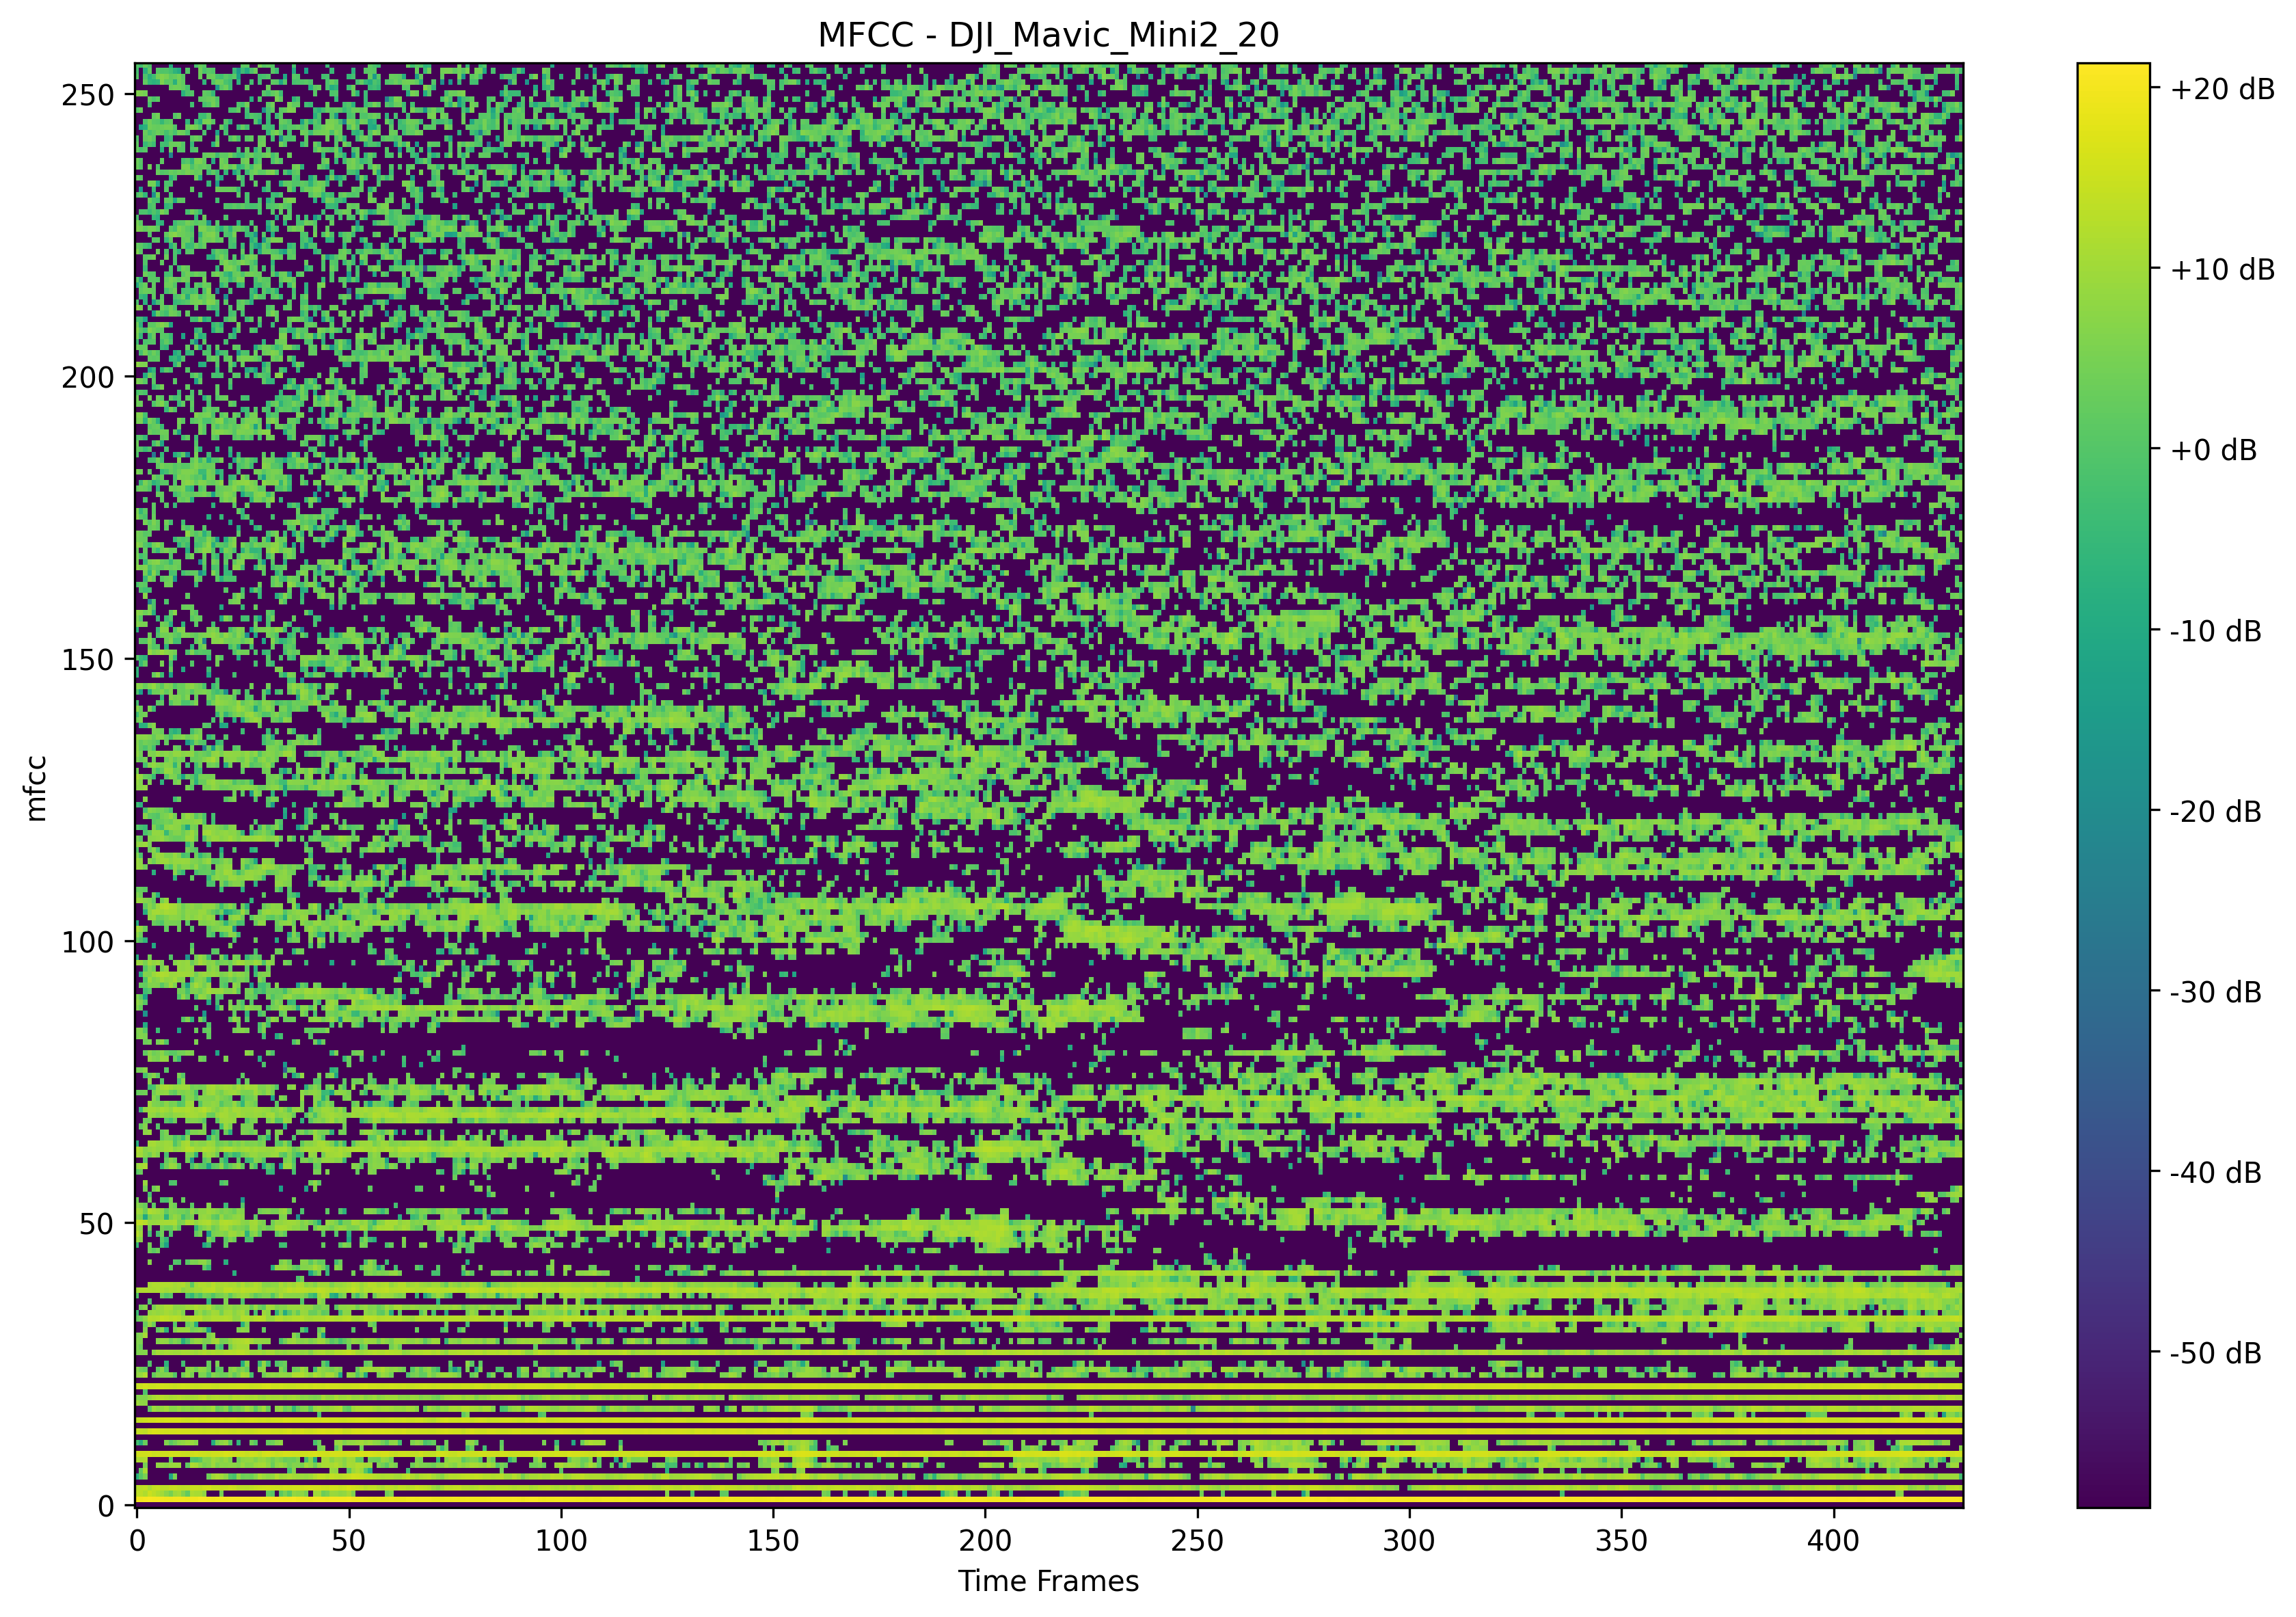 MFCC - DJI_Mavic_Mini2_20
250
200
150
100
50
0
mfcc
0 50 100 150 200 250 300 350 400
Time Frames
+20 dB
+10 dB
+0 dB
-10 dB
-20 dB
-30 dB
-40 dB
-50 dB